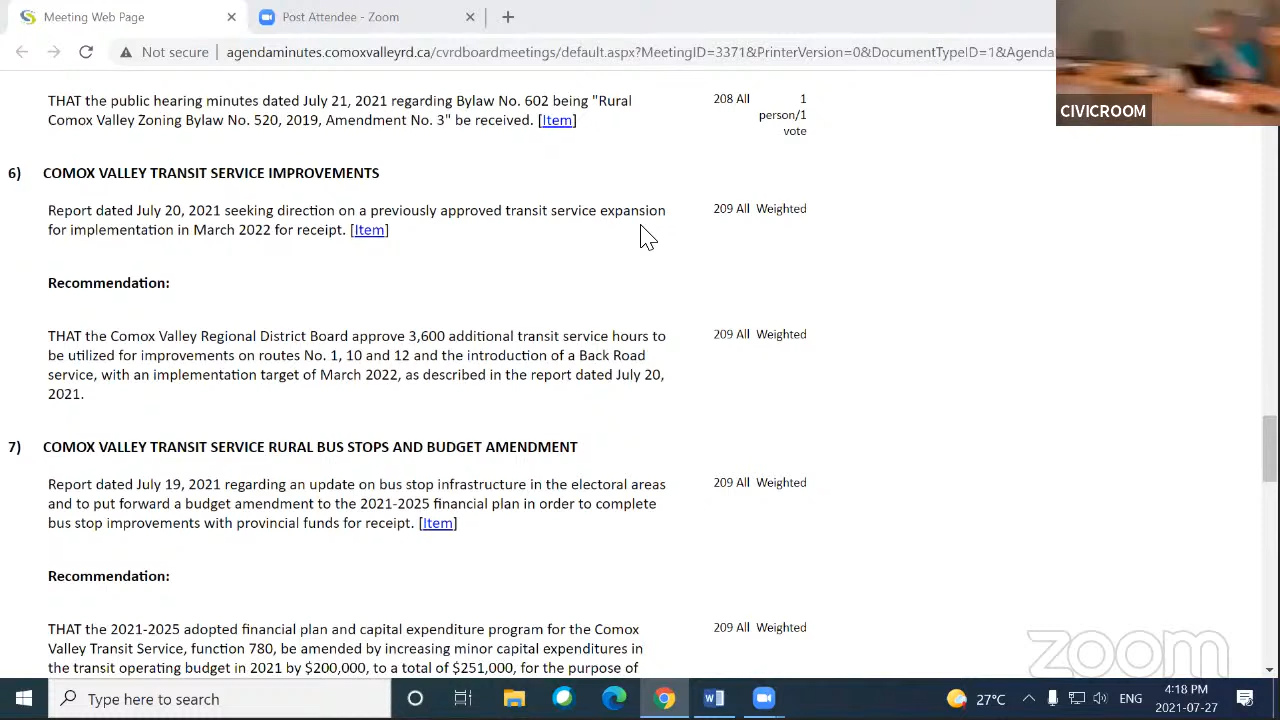 Meeting Web Page
Post Attendee - Zoom
Not secure | agendaminutes.comoxvalleyrd.ca/cvrdboardmeetings/default.aspx?MeetingID=3371&PrinterVersion=0&DocumentTypeID=1&Agenda
CIVICROOM
THAT the public hearing minutes dated July 21, 2021 regarding Bylaw No. 602 being "Rural 208 All 1
Comox Valley Zoning Bylaw No. 520, 2019, Amendment No. 3" be received. [Item] person/1
vote
6) COMOX VALLEY TRANSIT SERVICE IMPROVEMENTS
Report dated July 20, 2021 seeking direction on a previously approved transit service expansion 209 All Weighted
for implementation in March 2022 for receipt. [Item]
Recommendation:
THAT the Comox Valley Regional District Board approve 3,600 additional transit service hours to 209 All Weighted
be utilized for improvements on routes No. 1, 10 and 12 and the introduction of a Back Road
service, with an implementation target of March 2022, as described in the report dated July 20,
2021.
7) COMOX VALLEY TRANSIT SERVICE RURAL BUS STOPS AND BUDGET AMENDMENT
Report dated July 19, 2021 regarding an update on bus stop infrastructure in the electoral areas 209 All Weighted
and to put forward a budget amendment to the 2021-2025 financial plan in order to complete
bus stop improvements with provincial funds for receipt. [Item]
Recommendation:
THAT the 2021-2025 adopted financial plan and capital expenditure program for the Comox 209 All Weighted
Valley Transit Service, function 780, be amended by increasing minor capital expenditures in
the transit operating budget in 2021 by $200,000, to a total of $251,000, for the purpose of
zoom
Type here to search
27°C
ENG
4:18 PM
2021-07-27